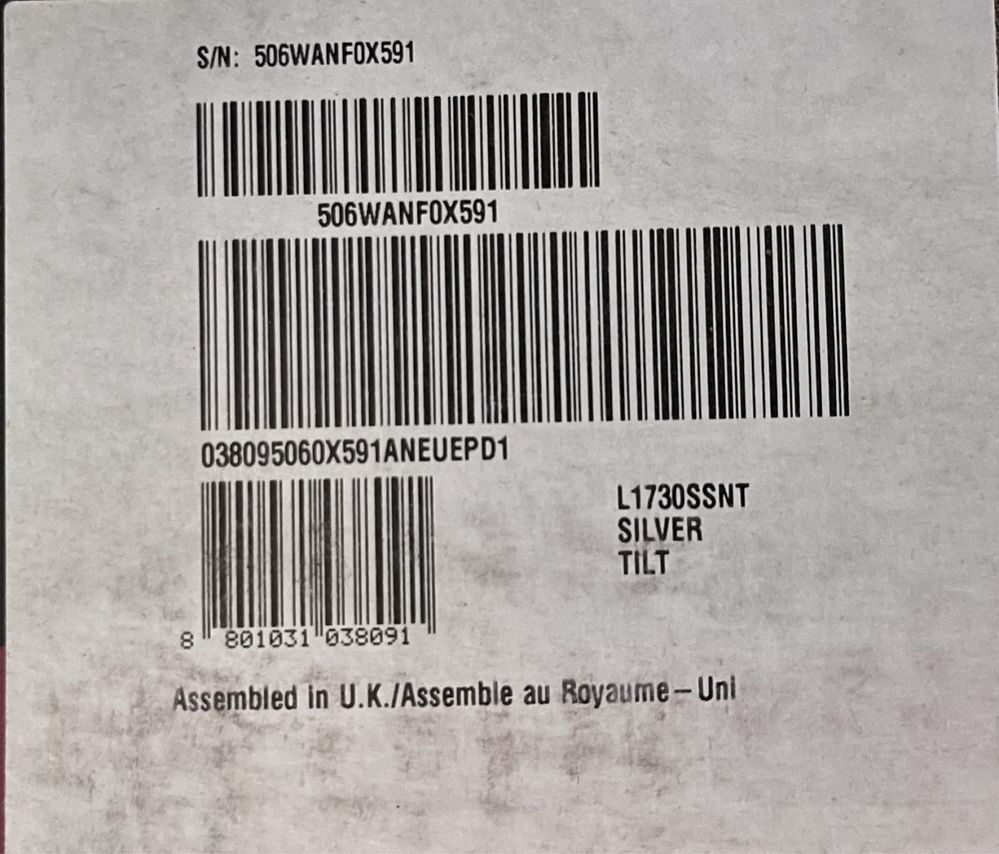 S/N: 506WANF0X591
506WANF0X591
038095060X591ANEUEPD1
L1730SSNT
SILVER
TILT
8 801031 038091
Assembled in U.K./Assemble au Royaume-Uni